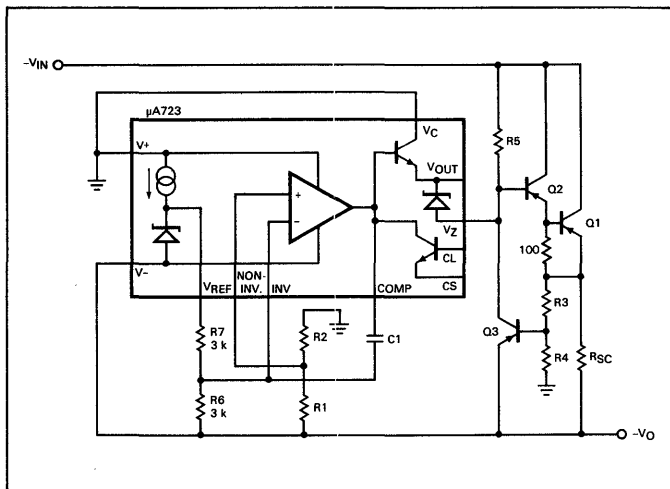 –VIN
μA723
V+
VC
R5
VOUT
Q2
Q1
+
–
VZ
100
CL
V–
VREF
NON-
INV.
INV
COMP
CS
R3
Q3
R7
3 k
R2
C1
R4
RSC
R6
3 k
R1
–VO